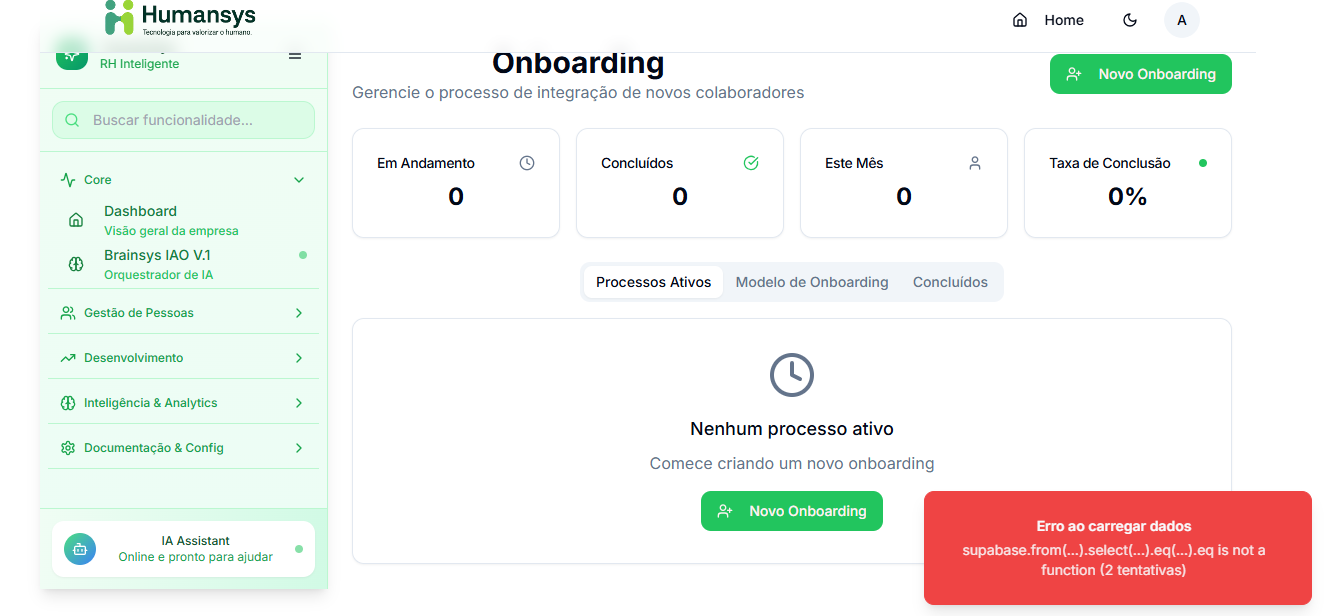 Humansys
Tecnologia para valorizar o humano.
Home
A
RH Inteligente
Buscar funcionalidade...
Core
Dashboard
Visão geral da empresa
Brainsys IAO V.1
Orquestrador de IA
Gestão de Pessoas
Desenvolvimento
Inteligência & Analytics
Documentação & Config
IA Assistant
Online e pronto para ajudar
Onboarding
Gerencie o processo de integração de novos colaboradores
Novo Onboarding
Em Andamento
0
Concluídos
0
Este Mês
0
Taxa de Conclusão
0%
Processos Ativos
Modelo de Onboarding
Concluídos
Nenhum processo ativo
Comece criando um novo onboarding
Novo Onboarding
Erro ao carregar dados
supabase.from(...).select(...).eq(...).eq is not a
function (2 tentativas)